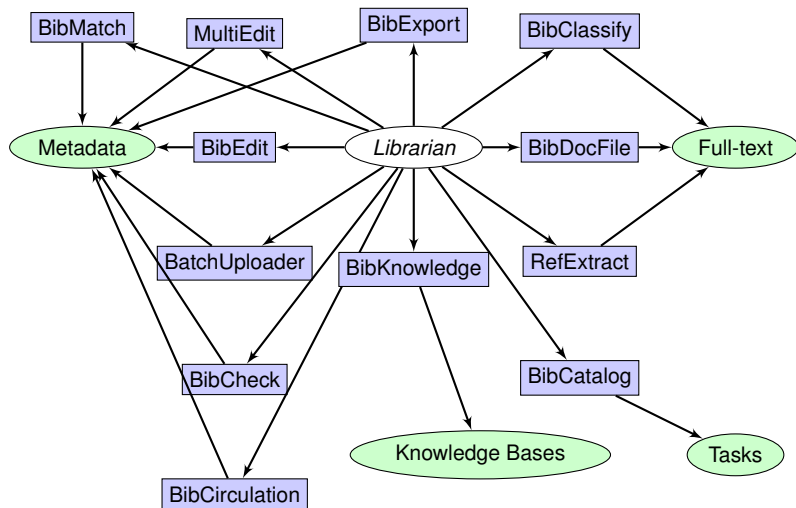 BibMatch
MultiEdit
BibExport
BibClassify
Metadata
BibEdit
Librarian
BibDocFile
Full-text
BatchUploader
BibKnowledge
RefExtract
BibCheck
BibCatalog
Knowledge Bases
Tasks
BibCirculation